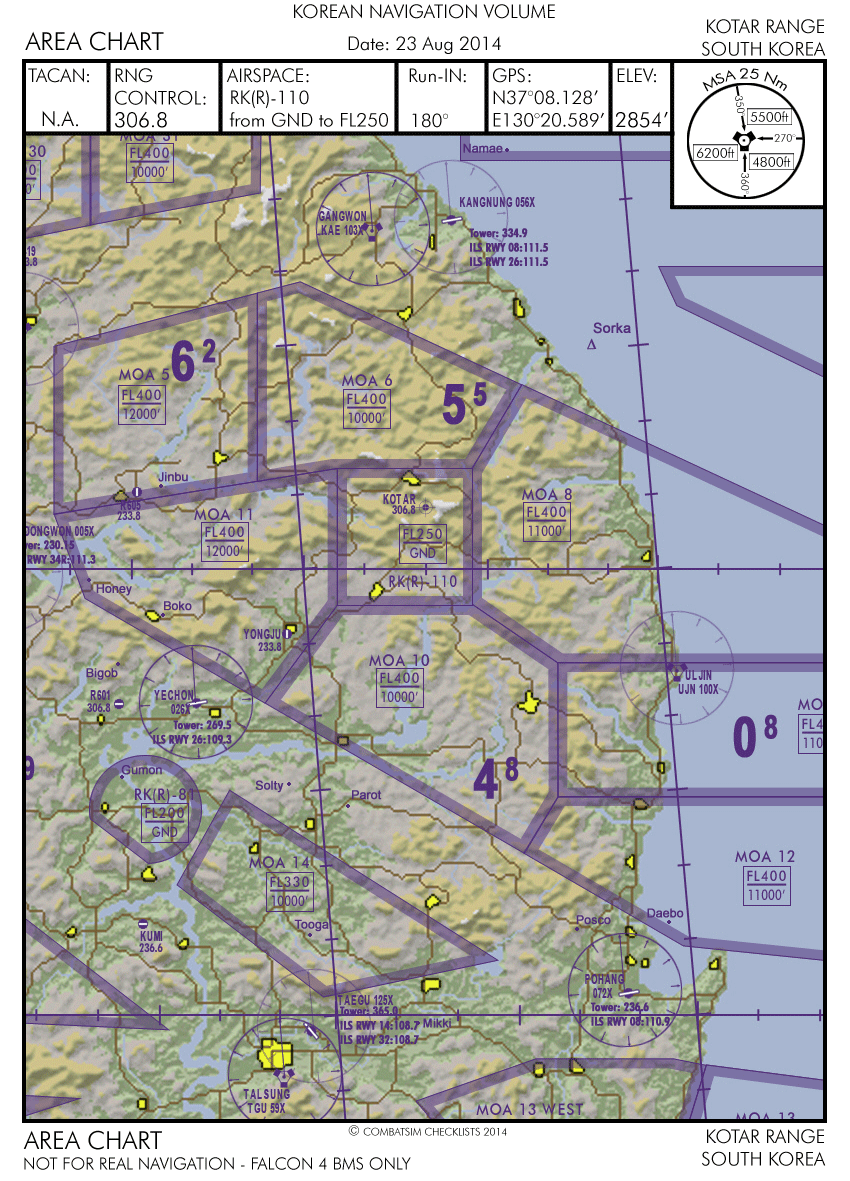 KOREAN NAVIGATION VOLUME
AREA CHART
Date: 23 Aug 2014
KOTAR RANGE
SOUTH KOREA
TACAN:
N.A.
RNG
CONTROL:
306.8
AIRSPACE:
RK(R)-110
from GND to FL250
Run-IN:
180°
GPS:
N37°08.128’
E130°20.589’
ELEV:
2854’
MSA 25 Nm
350°
5500ft
270°
6200ft
4800ft
360°
MOA 31
FL400
10000’
30
0’
Namae
KANGNUNG 056X
Tower: 334.9
ILS RWY 08:111.5
ILS RWY 26:111.5
GANGWON
KAE 103X
19
3.8
Sorka
MOA 5
FL400
12000’
6 2
MOA 6
FL400
10000’
5 5
Jinbu
R605
233.8
MOA 11
FL400
12000’
KOTAR
306.8
FL250
GND
RK(R)-110
MOA 8
FL400
11000’
DONGWON 005X
er: 230.15
RWY 34R:111.3
Honey
Boko
YONGJU
233.8
Bigob
R601
306.8
YECHON
026X
Tower: 269.5
ILS RWY 26:109.3
MOA 10
FL400
10000’
ULJIN
UJN 100X
MO
FL4
110
0 8
4 8
9
Gumon
RK(R)-81
FL200
GND
Solty
Parot
MOA 14
FL330
10000’
Tooga
MOA 12
FL400
11000’
Posco
Daebo
KUMI
236.6
POHANG
072X
Tower: 236.6
ILS RWY 08:110.9
TAEGU 125X
Tower: 365.0
ILS RWY 14:108.7
ILS RWY 32:108.7
Mikki
TALSUNG
TGU 59X
MOA 13 WEST
MOA 13
AREA CHART
NOT FOR REAL NAVIGATION - FALCON 4 BMS ONLY
© COMBATSIM CHECKLISTS 2014
KOTAR RANGE
SOUTH KOREA